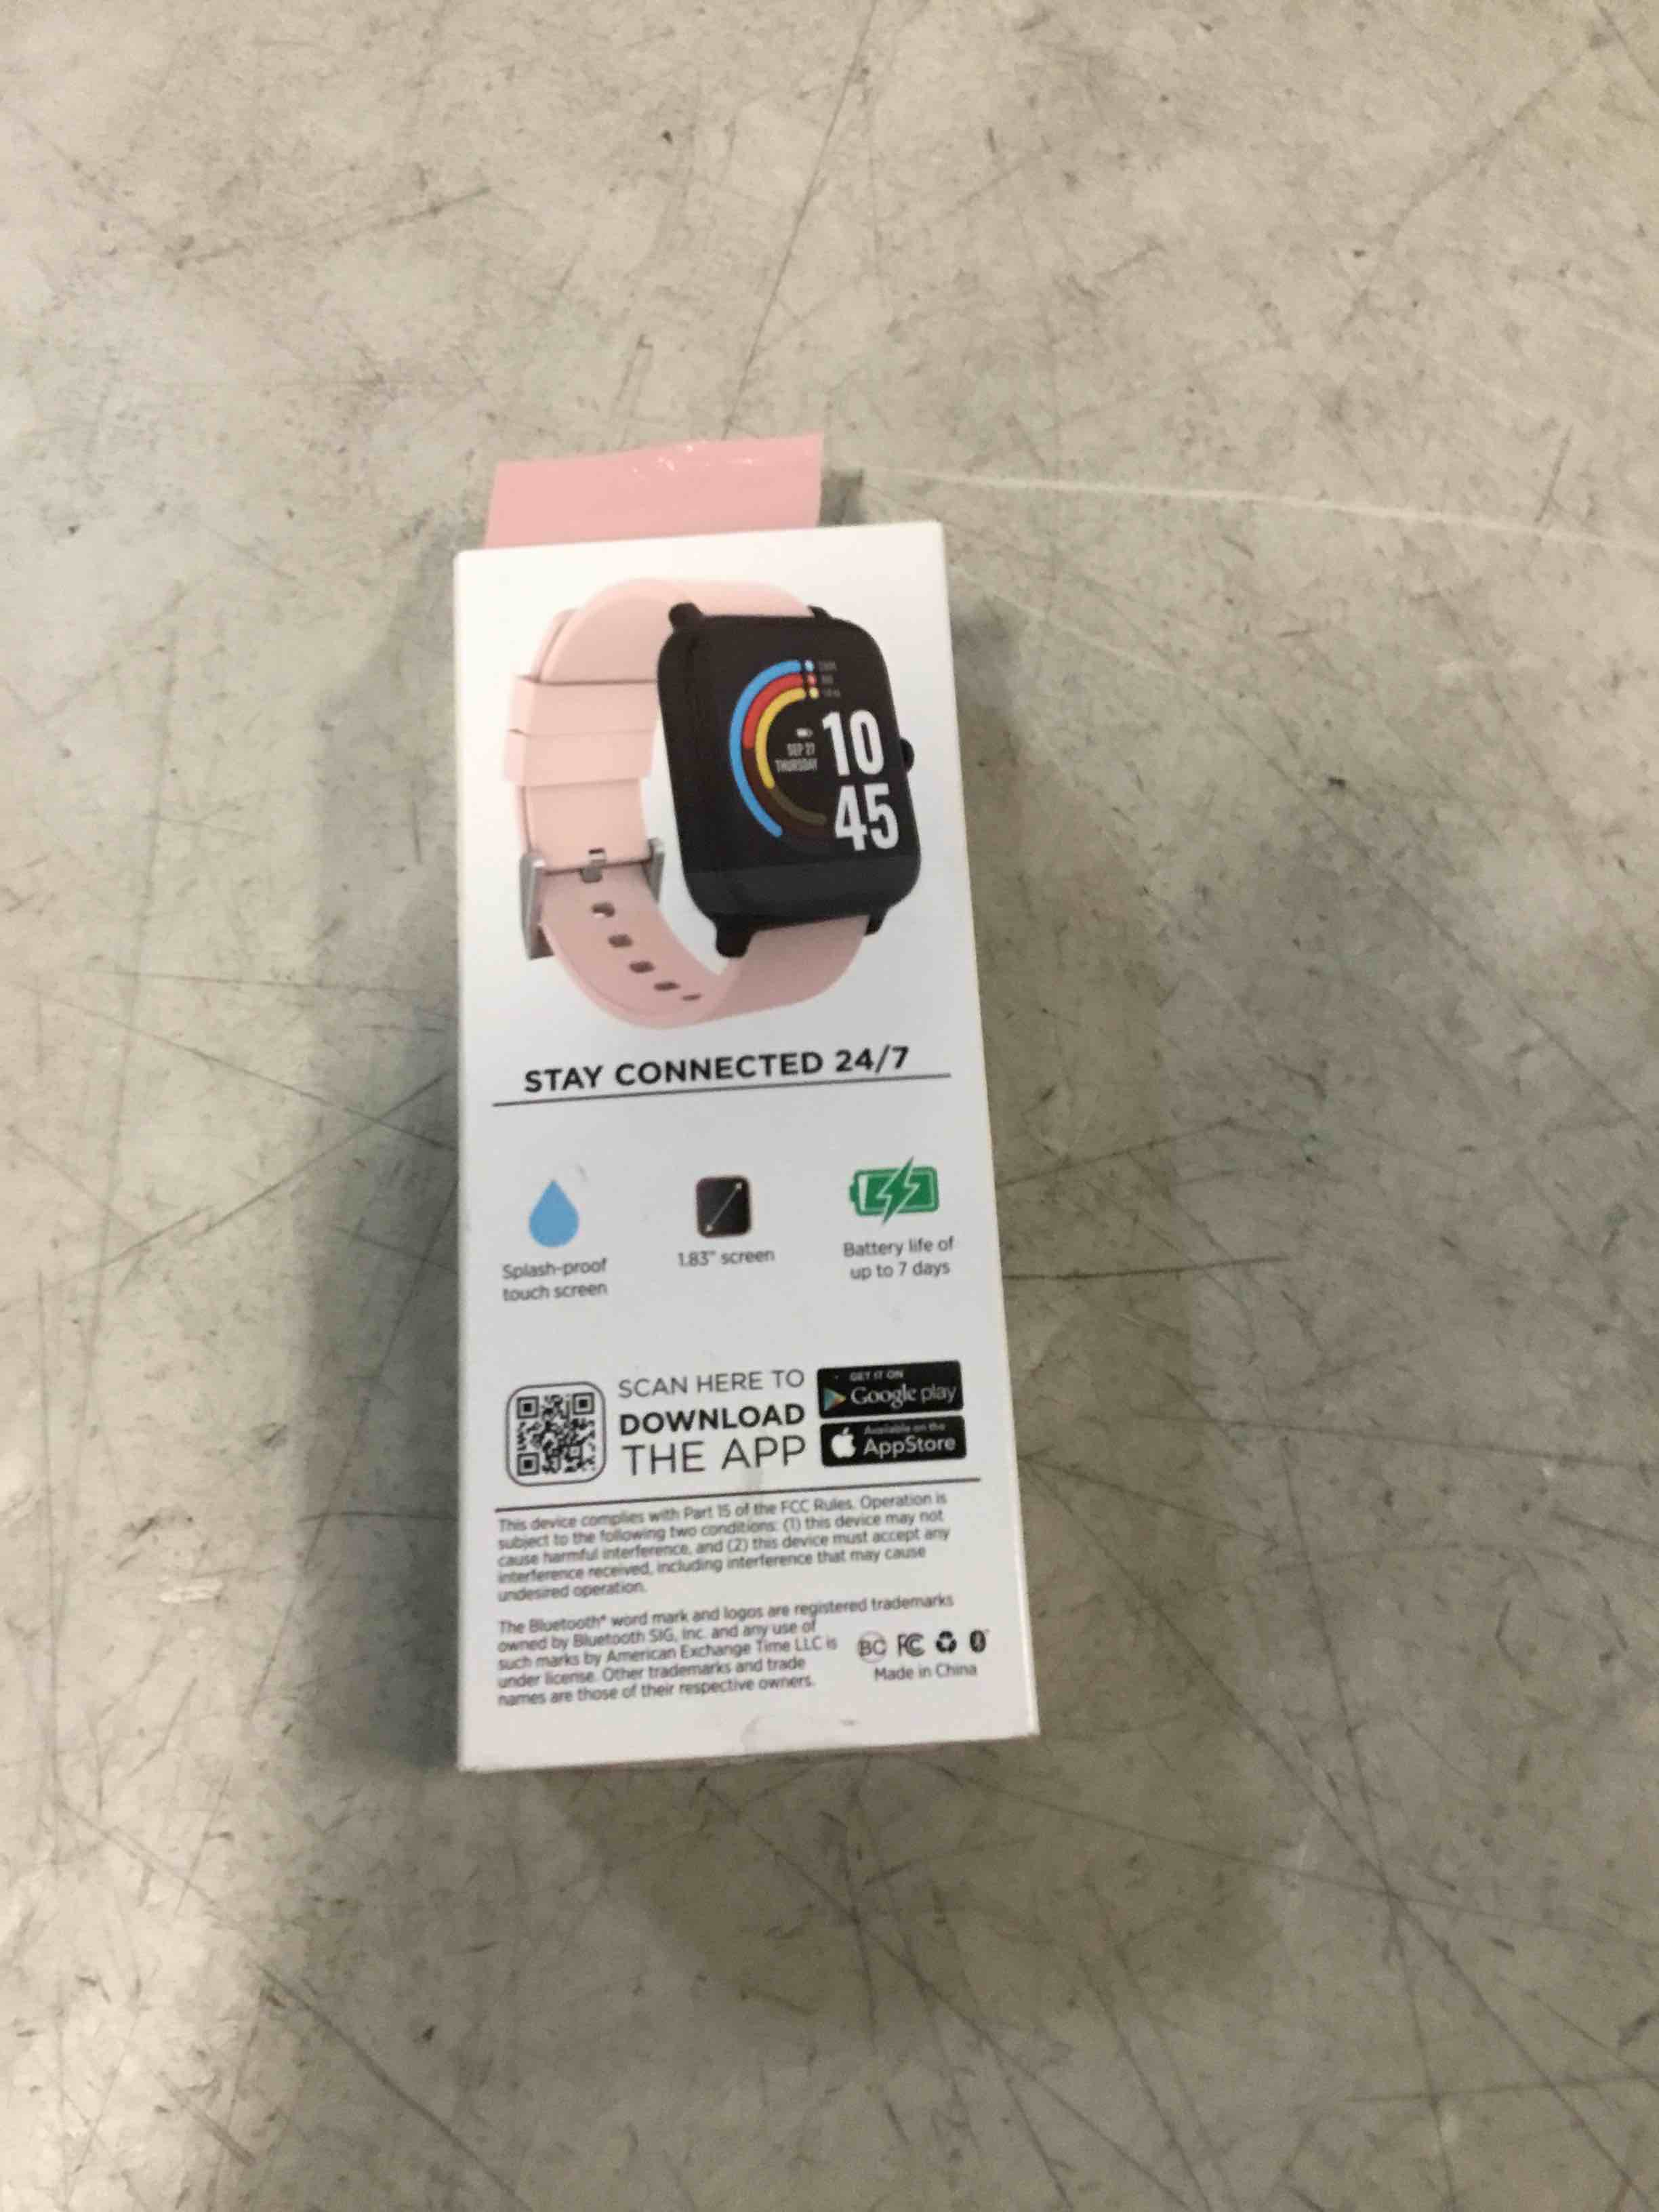 10
SEP 27
THURSDAY
45
STAY CONNECTED 24/7
Splash-proof
touch screen
1.83" screen
Battery life of
up to 7 days
SCAN HERE TO
DOWNLOAD
THE APP
GET IT ON
Google play
Available on the
AppStore
This device complies with Part 15 of the FCC Rules. Operation is
subject to the following two conditions: (1) this device may not
cause harmful interference, and (2) this device must accept any
interference received, including interference that may cause
undesired operation.
The Bluetooth® word mark and logos are registered trademarks
owned by Bluetooth SIG, Inc. and any use of
such marks by American Exchange Time LLC is
under license. Other trademarks and trade
names are those of their respective owners.
BC FC
Made in China